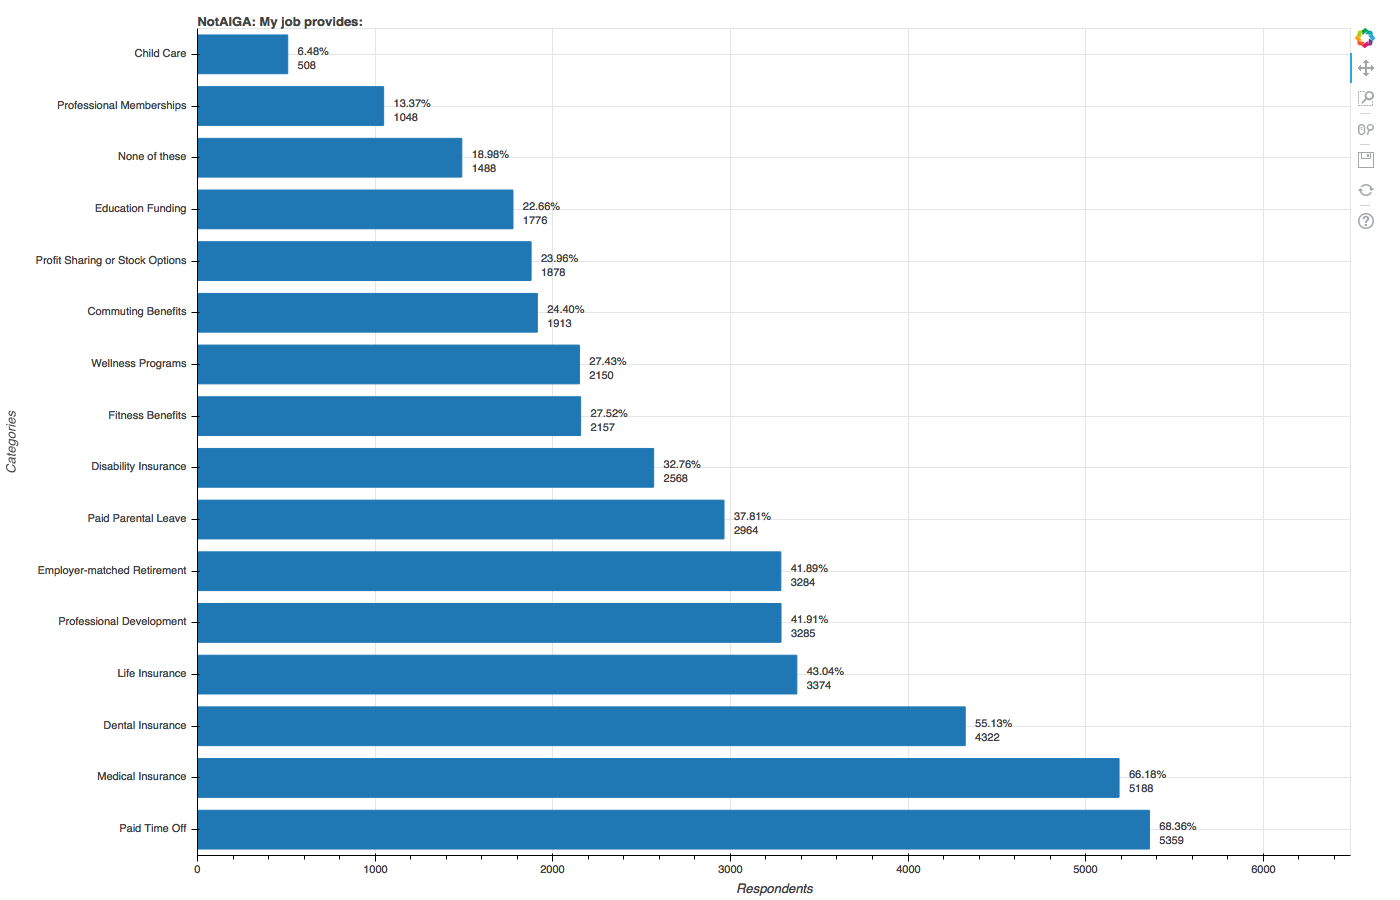 NotAIGA: My job provides:
Child Care
6.48%
508
Professional Memberships
13.37%
1048
None of these
18.98%
1488
Education Funding
22.66%
1776
Profit Sharing or Stock Options
23.96%
1878
Commuting Benefits
24.40%
1913
Wellness Programs
27.43%
2150
Fitness Benefits
27.52%
2157
Disability Insurance
32.76%
2568
Paid Parental Leave
37.81%
2964
Employer-matched Retirement
41.89%
3284
Professional Development
41.91%
3285
Life Insurance
43.04%
3374
Dental Insurance
55.13%
4322
Medical Insurance
66.18%
5188
Paid Time Off
68.36%
5359
Categories
0 1000 2000 3000 4000 5000 6000
Respondents